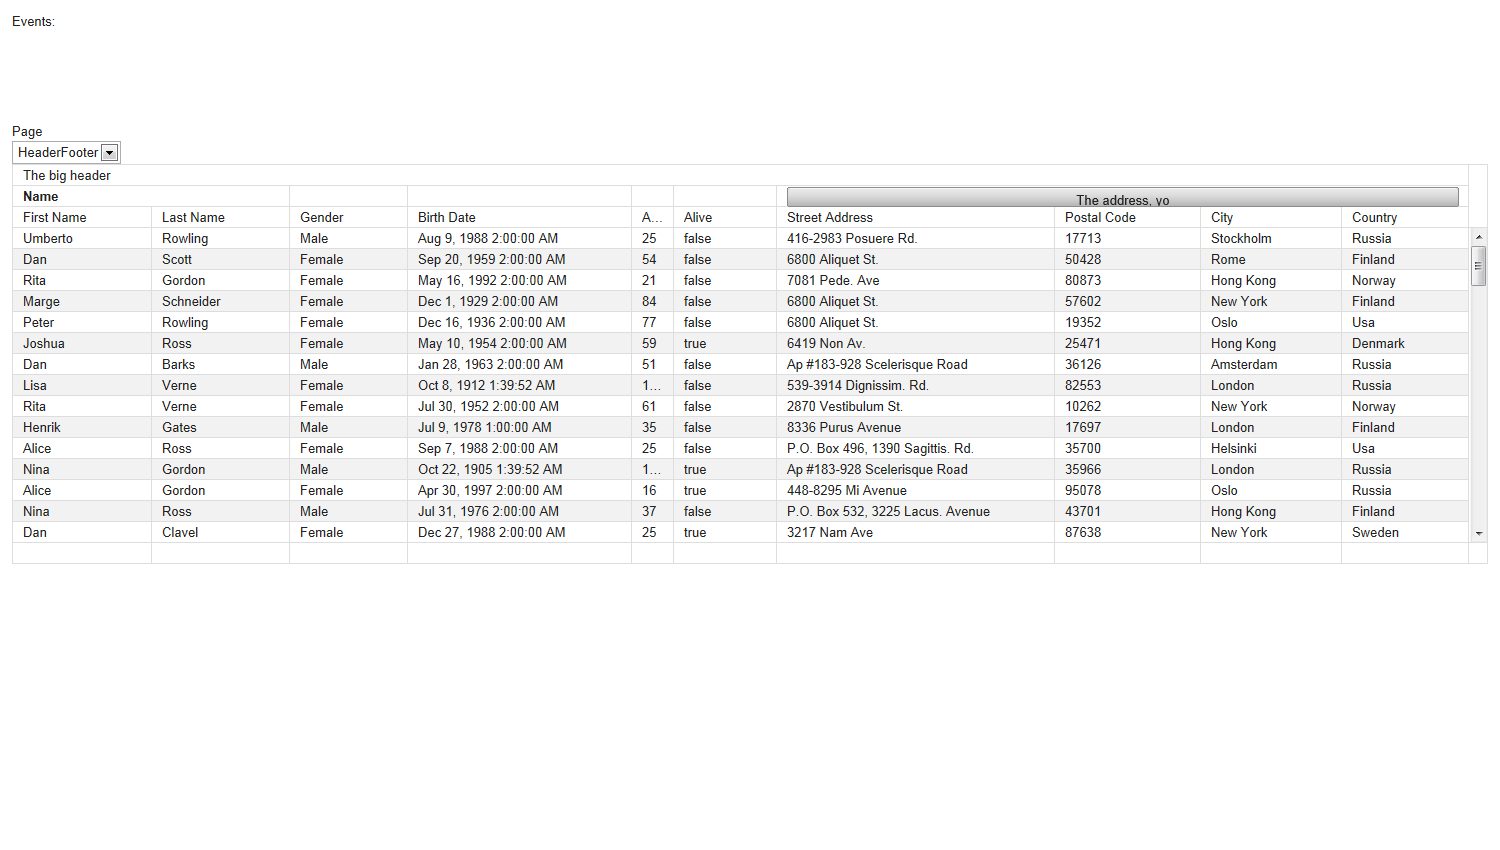 Events:
Page
HeaderFooter
The big header
Name The address, yo
First Name Last Name Gender Birth Date A... Alive Street Address Postal Code City Country
Umberto Rowling Male Aug 9, 1988 2:00:00 AM 25 false 416-2983 Posuere Rd. 17713 Stockholm Russia
Dan Scott Female Sep 20, 1959 2:00:00 AM 54 false 6800 Aliquet St. 50428 Rome Finland
Rita Gordon Female May 16, 1992 2:00:00 AM 21 false 7081 Pede. Ave 80873 Hong Kong Norway
Marge Schneider Female Dec 1, 1929 2:00:00 AM 84 false 6800 Aliquet St. 57602 New York Finland
Peter Rowling Female Dec 16, 1936 2:00:00 AM 77 false 6800 Aliquet St. 19352 Oslo Usa
Joshua Ross Female May 10, 1954 2:00:00 AM 59 true 6419 Non Av. 25471 Hong Kong Denmark
Dan Barks Male Jan 28, 1963 2:00:00 AM 51 false Ap #183-928 Scelerisque Road 36126 Amsterdam Russia
Lisa Verne Female Oct 8, 1912 1:39:52 AM 1... false 539-3914 Dignissim. Rd. 82553 London Russia
Rita Verne Female Jul 30, 1952 2:00:00 AM 61 false 2870 Vestibulum St. 10262 New York Norway
Henrik Gates Male Jul 9, 1978 1:00:00 AM 35 false 8336 Purus Avenue 17697 London Finland
Alice Ross Female Sep 7, 1988 2:00:00 AM 25 false P.O. Box 496, 1390 Sagittis. Rd. 35700 Helsinki Usa
Nina Gordon Male Oct 22, 1905 1:39:52 AM 1... true Ap #183-928 Scelerisque Road 35966 London Russia
Alice Gordon Female Apr 30, 1997 2:00:00 AM 16 true 448-8295 Mi Avenue 95078 Oslo Russia
Nina Ross Male Jul 31, 1976 2:00:00 AM 37 false P.O. Box 532, 3225 Lacus. Avenue 43701 Hong Kong Finland
Dan Clavel Female Dec 27, 1988 2:00:00 AM 25 true 3217 Nam Ave 87638 New York Sweden